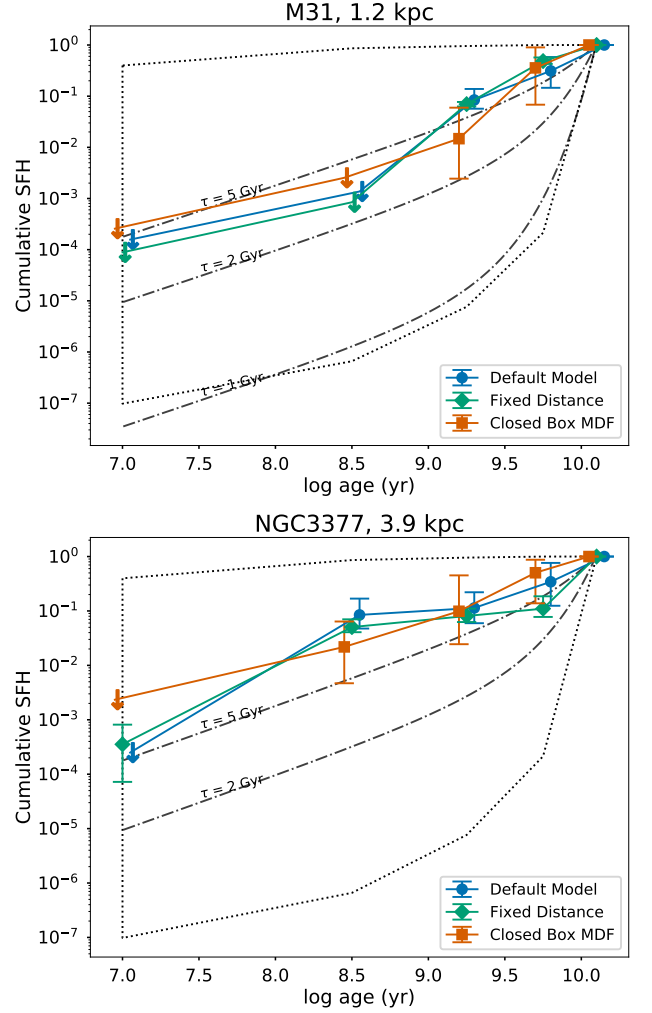 M31, 1.2 kpc
Cumulative SFH
10⁰
10⁻¹
10⁻²
10⁻³
10⁻⁴
10⁻⁵
10⁻⁶
10⁻⁷
τ = 5 Gyr
τ = 2 Gyr
τ = 1 Gyr
Default Model
Fixed Distance
Closed Box MDF
7.0 7.5 8.0 8.5 9.0 9.5 10.0
log age (yr)
NGC3377, 3.9 kpc
Cumulative SFH
10⁰
10⁻¹
10⁻²
10⁻³
10⁻⁴
10⁻⁵
10⁻⁶
10⁻⁷
τ = 5 Gyr
τ = 2 Gyr
Default Model
Fixed Distance
Closed Box MDF
7.0 7.5 8.0 8.5 9.0 9.5 10.0
log age (yr)